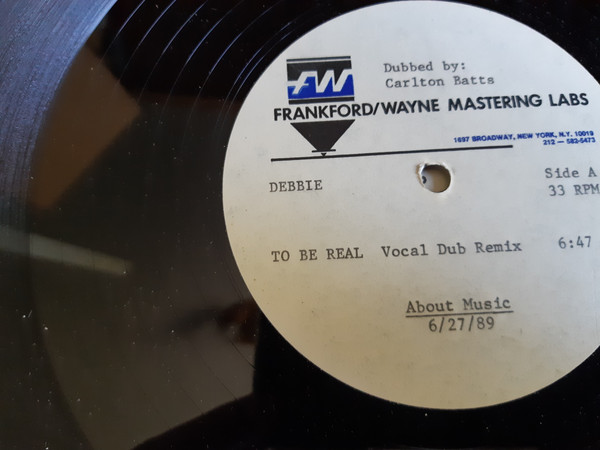 Dubbed by:
Carlton Batts
FW
FRANKFORD/WAYNE MASTERING LABS
1697 BROADWAY, NEW YORK, N.Y. 10019
212 — 582-5473
DEBBIE
Side A
33 RPM
TO BE REAL Vocal Dub Remix 6:47
About Music
6/27/89